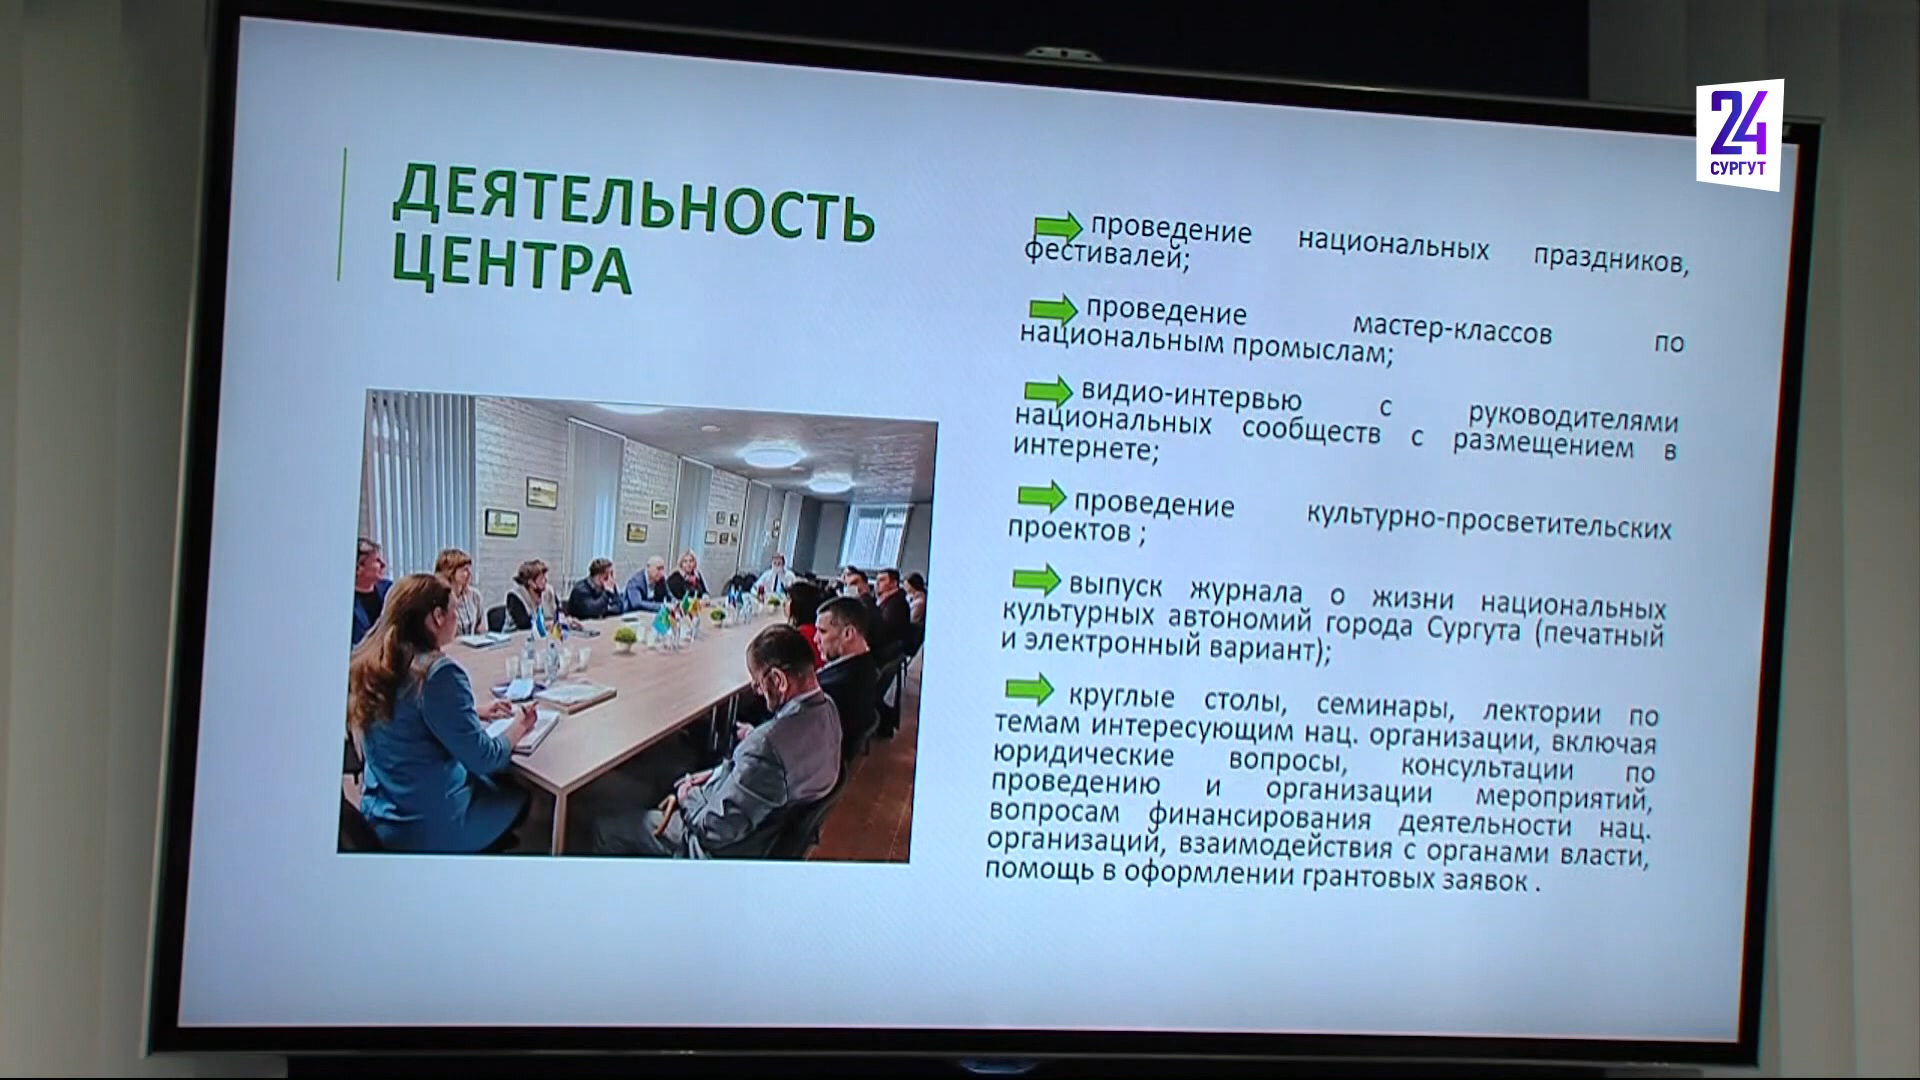 24
СУРГУТ
ДЕЯТЕЛЬНОСТЬ
ЦЕНТРА
проведение национальных праздников,
фестивалей;
проведение мастер-классов по
национальным промыслам;
видио-интервью с руководителями
национальных сообществ с размещением в
интернете;
проведение культурно-просветительских
проектов ;
выпуск журнала о жизни национальных
культурных автономий города Сургута (печатный
и электронный вариант);
круглые столы, семинары, лектории по
темам интересующим нац. организации, включая
юридические вопросы, консультации по
проведению и организации мероприятий,
вопросам финансирования деятельности нац.
организаций, взаимодействия с органами власти,
помощь в оформлении грантовых заявок .